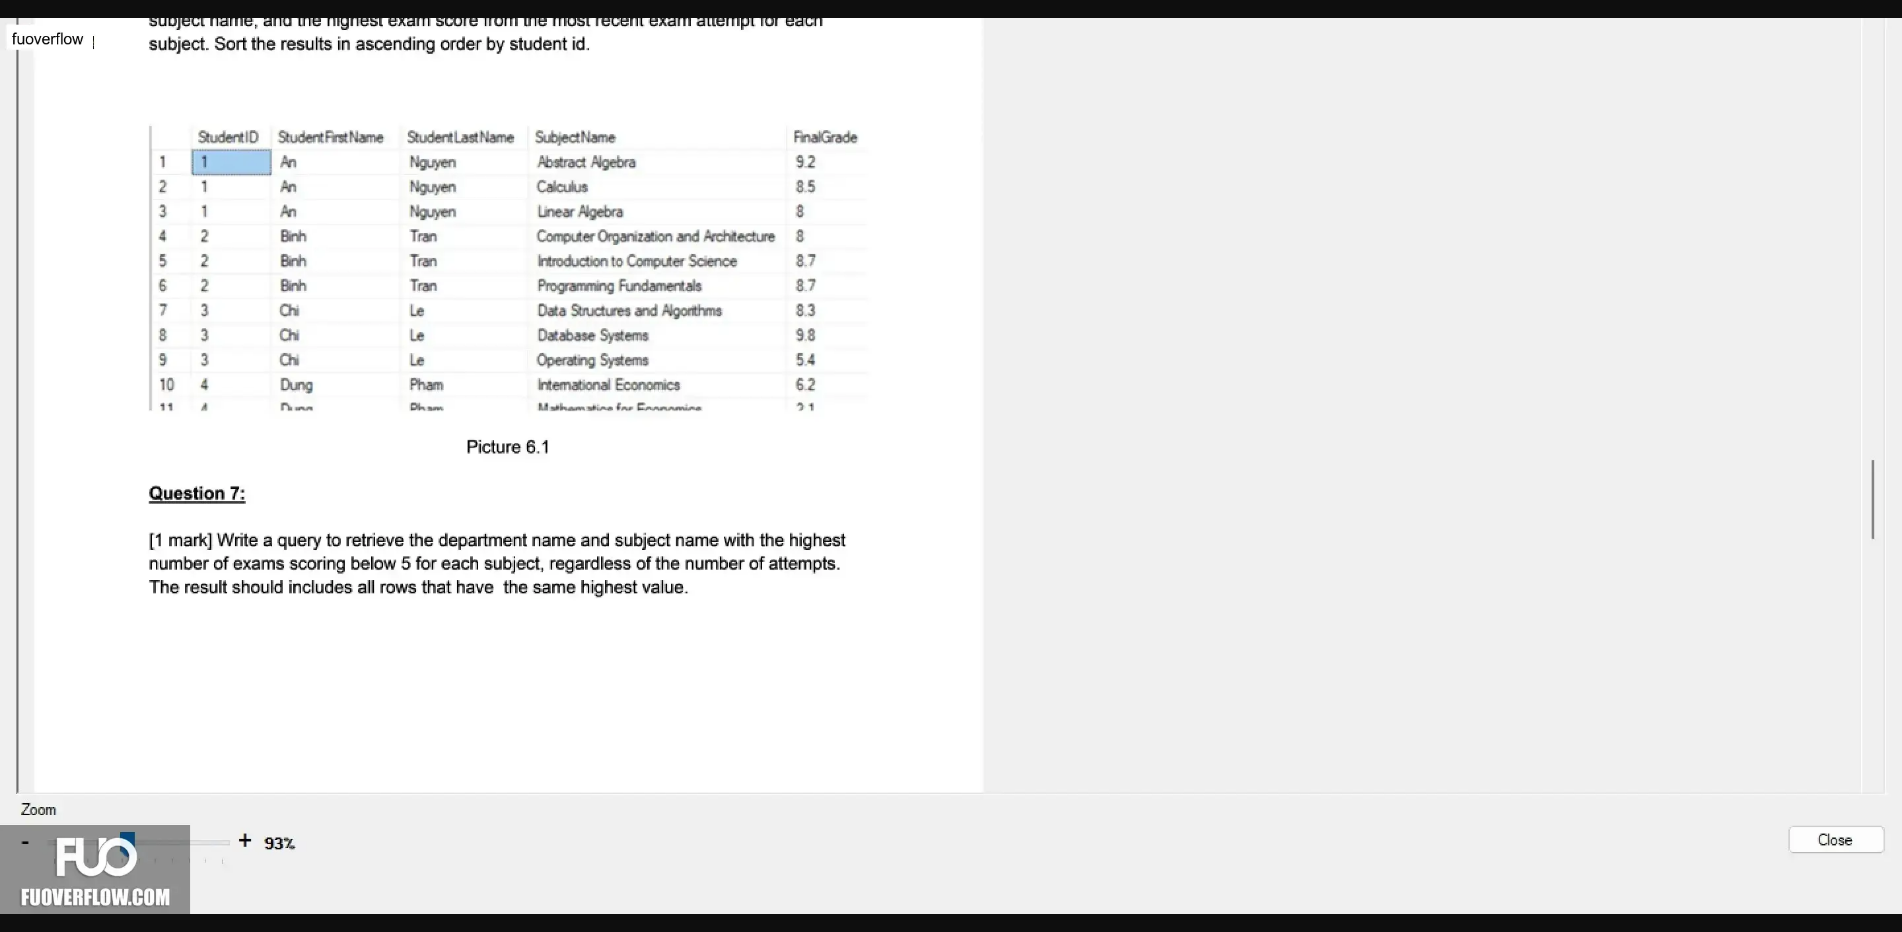 subject name, and the highest exam score from the most recent exam attempt for each
fuoverflow
subject. Sort the results in ascending order by student id.
StudentID StudentFirstName StudentLastName SubjectName FinalGrade
1 1 An Nguyen Abstract Algebra 9.2
2 1 An Nguyen Calculus 8.5
3 1 An Nguyen Linear Algebra 8
4 2 Binh Tran Computer Organization and Architecture 8
5 2 Binh Tran Introduction to Computer Science 8.7
6 2 Binh Tran Programming Fundamentals 8.7
7 3 Chi Le Data Structures and Algorithms 8.3
8 3 Chi Le Database Systems 9.8
9 3 Chi Le Operating Systems 5.4
10 4 Dung Pham International Economics 6.2
11 4 Dung Pham Mathematics for Economics 2.1
Picture 6.1
Question 7:
[1 mark] Write a query to retrieve the department name and subject name with the highest
number of exams scoring below 5 for each subject, regardless of the number of attempts.
The result should includes all rows that have the same highest value.
Zoom
- + 93%
Close
FUO
FUOVERFLOW.COM